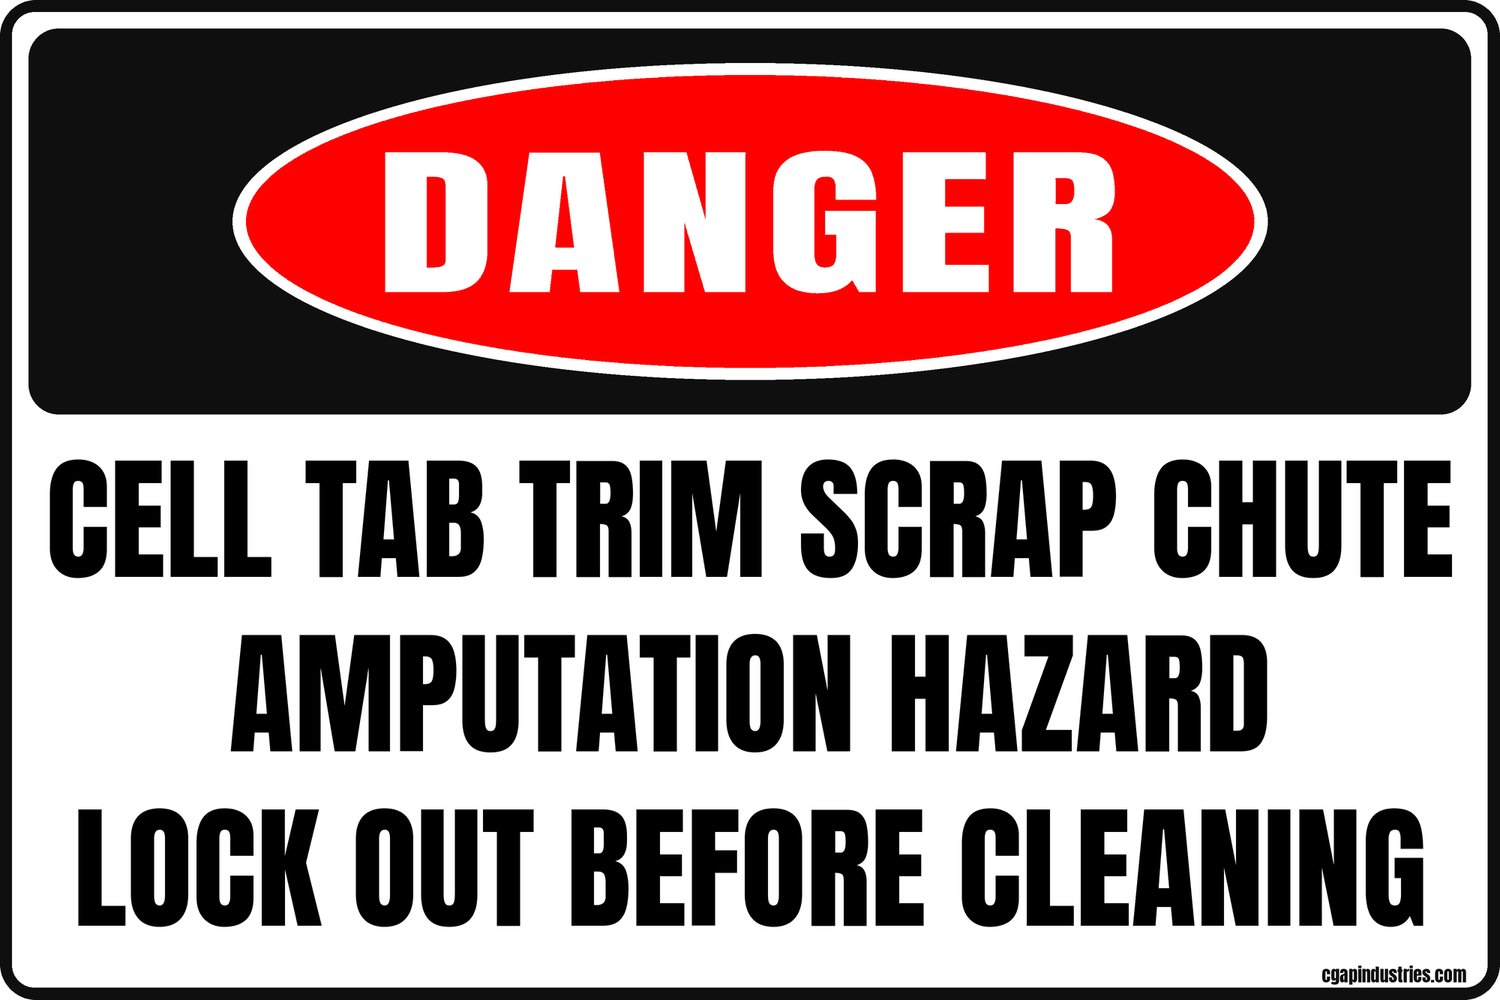 DANGER
CELL TAB TRIM SCRAP CHUTE
AMPUTATION HAZARD
LOCK OUT BEFORE CLEANING
cgapindustries.com